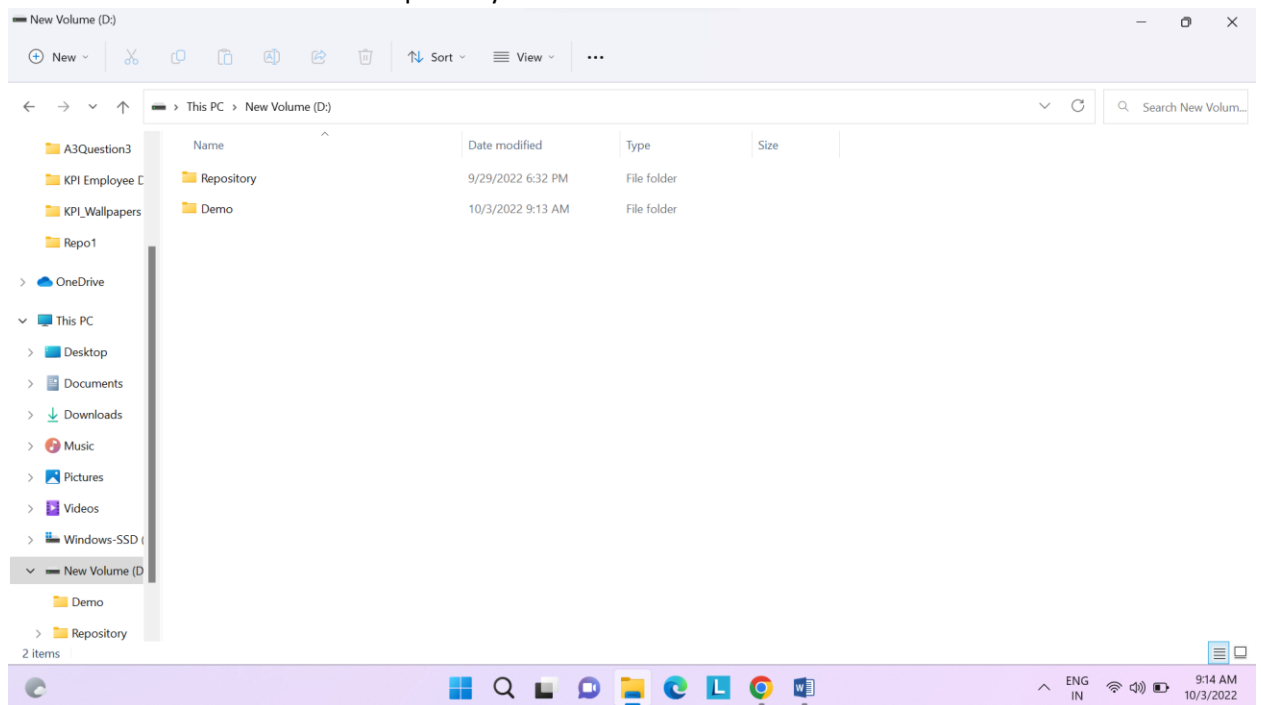 New Volume (D:)
New
Sort
View
This PC > New Volume (D:)
Search New Volum...
Name
Date modified
Type
Size
A3Question3
KPI Employee D
KPI_Wallpapers
Repo1
OneDrive
This PC
Desktop
Documents
Downloads
Music
Pictures
Videos
Windows-SSD (
New Volume (D
Demo
Repository
Repository 9/29/2022 6:32 PM File folder
Demo 10/3/2022 9:13 AM File folder
2 items
ENG
IN
9:14 AM
10/3/2022